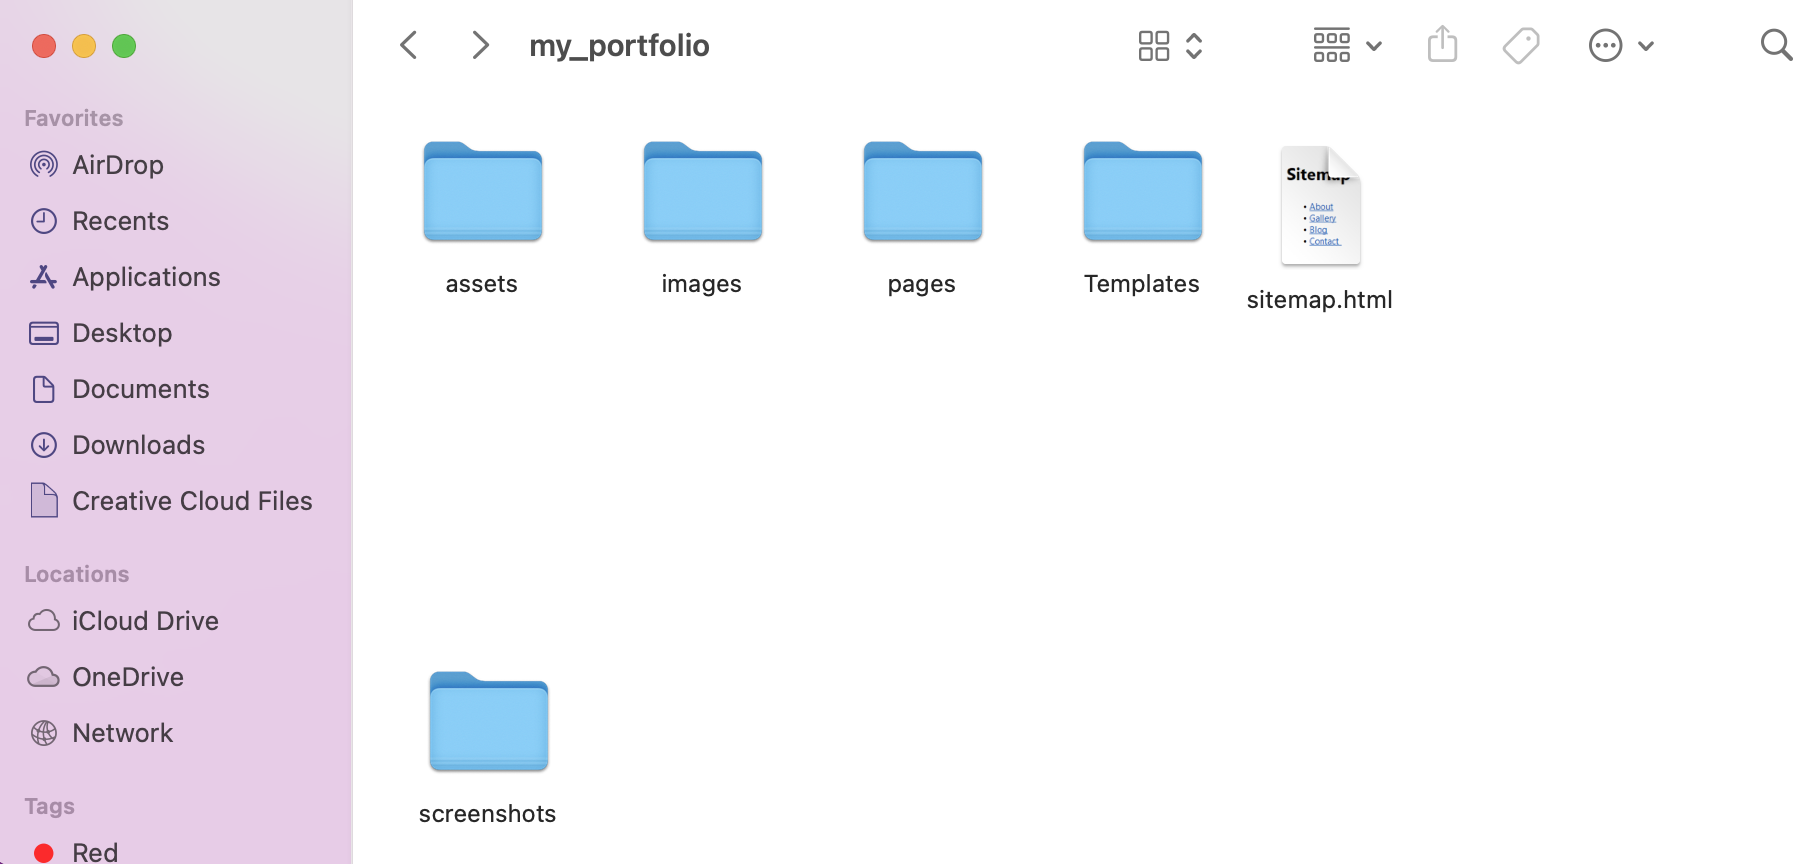 my_portfolio
Favorites
AirDrop
Recents
Applications
Desktop
Documents
Downloads
Creative Cloud Files
Locations
iCloud Drive
OneDrive
Network
Tags
Red
assets
images
pages
Templates
Sitemap
About
Gallery
Blog
Contact
sitemap.html
screenshots